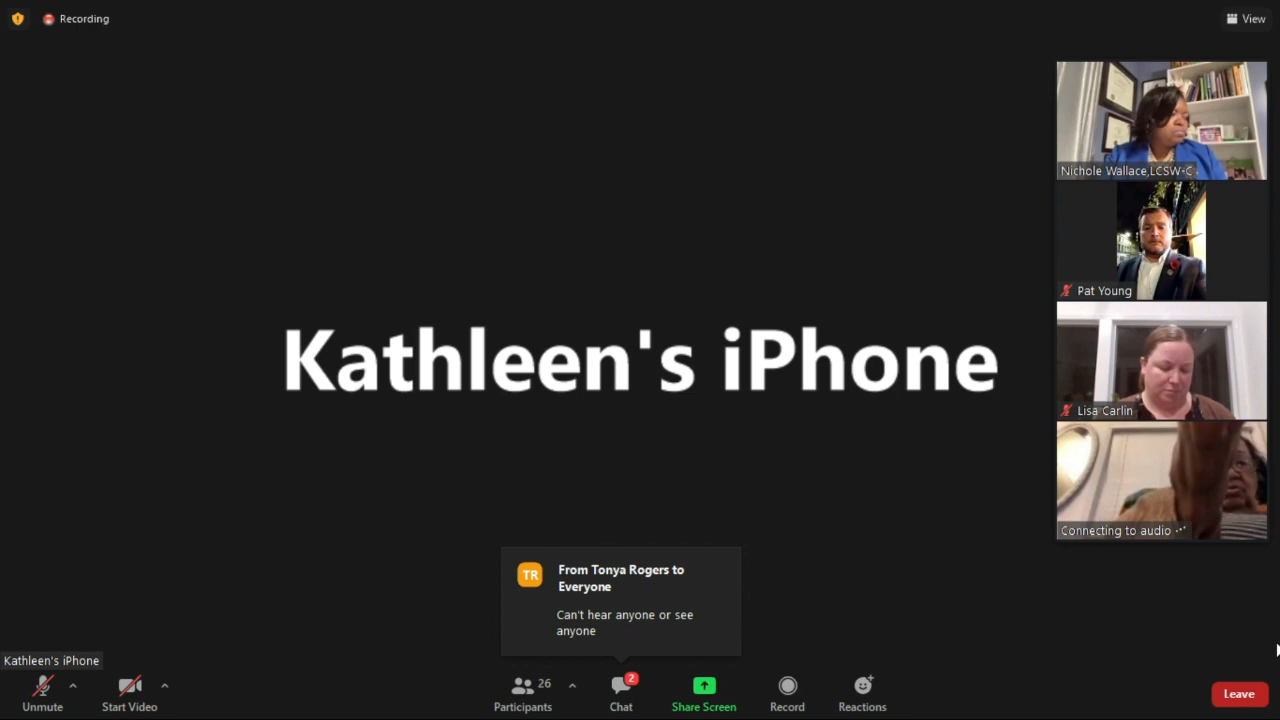 Recording
View
Nichole Wallace,LCSW-C
Pat Young
Lisa Carlin
Connecting to audio
Kathleen's iPhone
TR
From Tonya Rogers to
Everyone
Can't hear anyone or see
anyone
Kathleen's iPhone
Unmute
Start Video
26
Participants
2
Chat
Share Screen
Record
Reactions
Leave